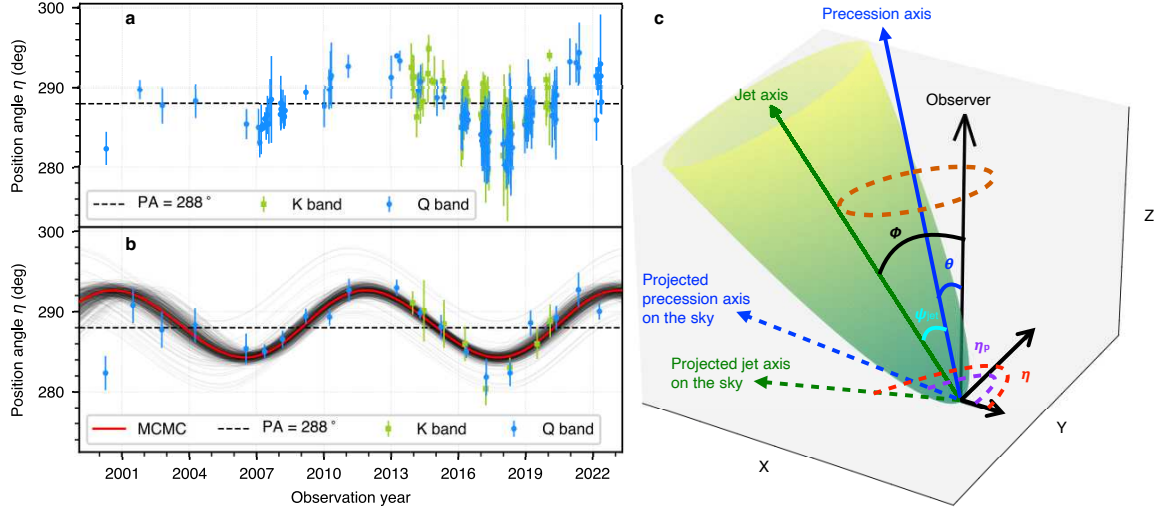 a
Position angle η (deg)
300
290
280
PA = 288°
K band
Q band
b
Position angle η (deg)
300
290
280
MCMC
PA = 288°
K band
Q band
2001
2004
2007
2010
2013
2016
2019
2022
Observation year
c
Precession axis
Jet axis
Observer
Φ
θ
ψjet
Projected
precession axis
on the sky
Projected jet axis
on the sky
ηp
η
X
Y
Z